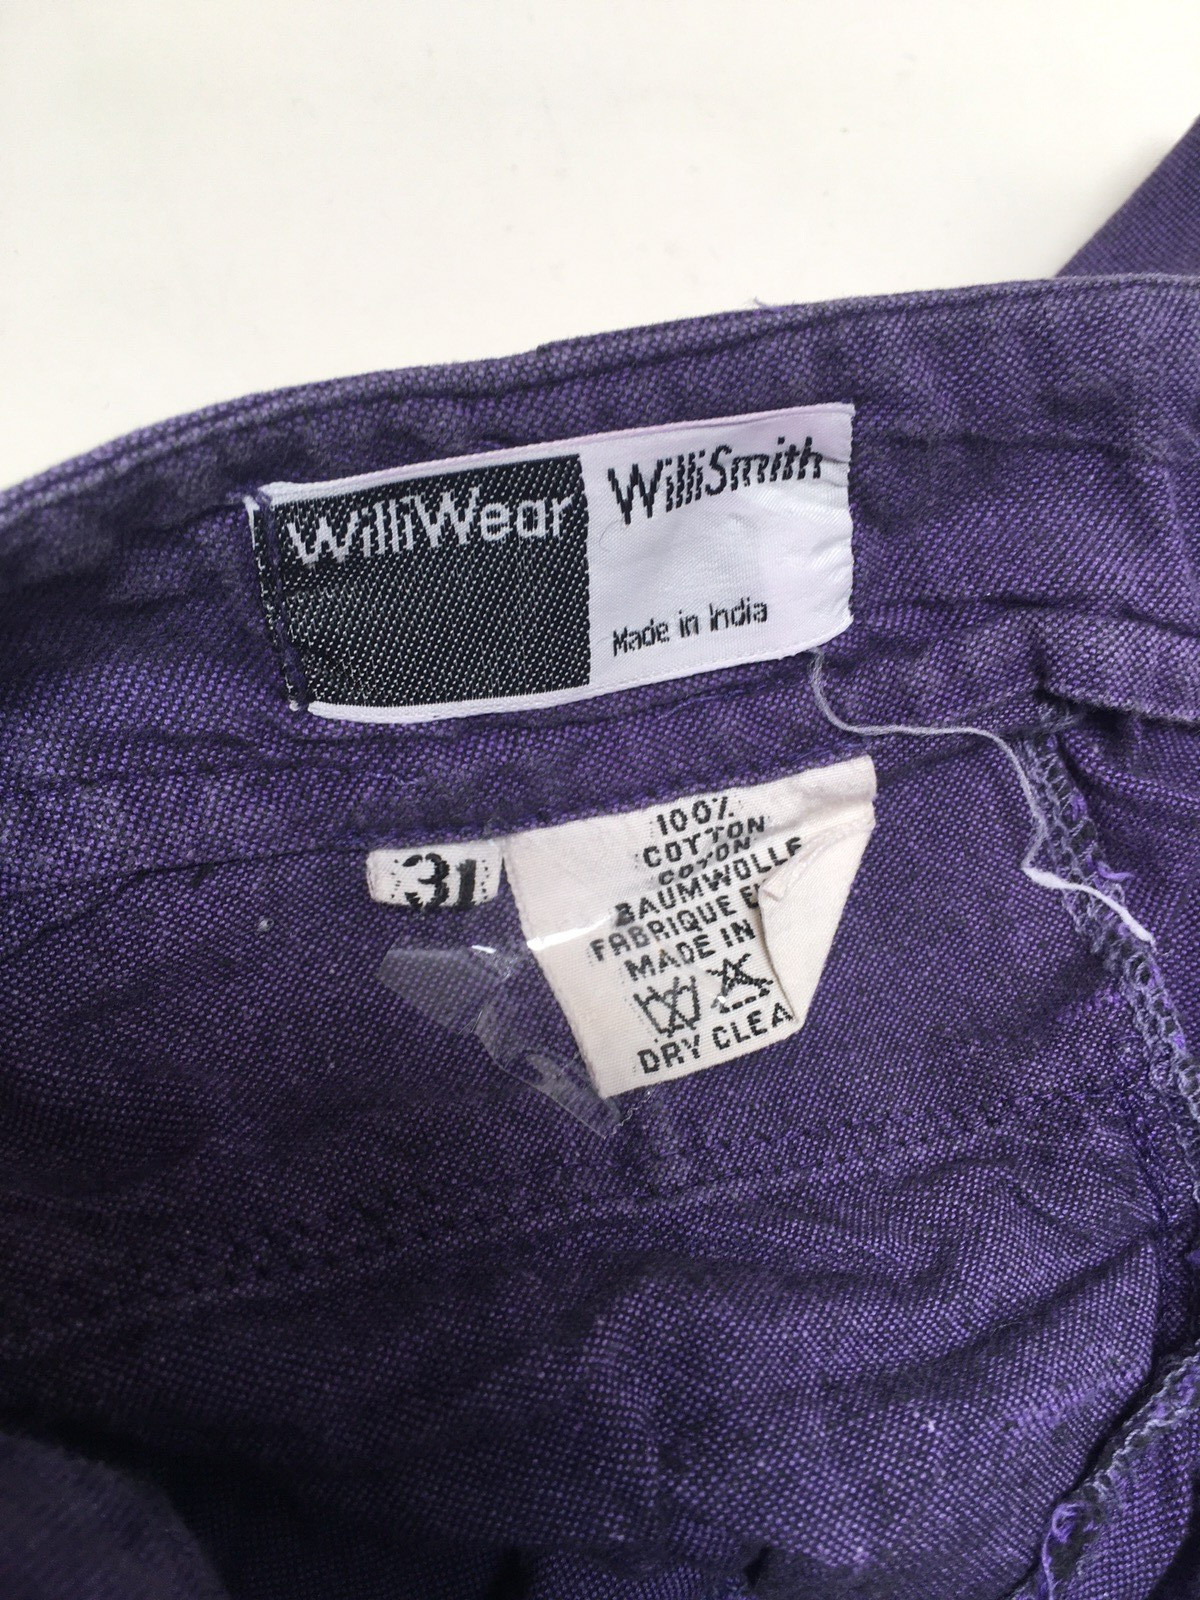 WilliWear
WilliSmith
Made in India
31
100%
COTTON
COTON
BAUMWOLLE
FABRIQUE
MADE IN
DRY CLEA